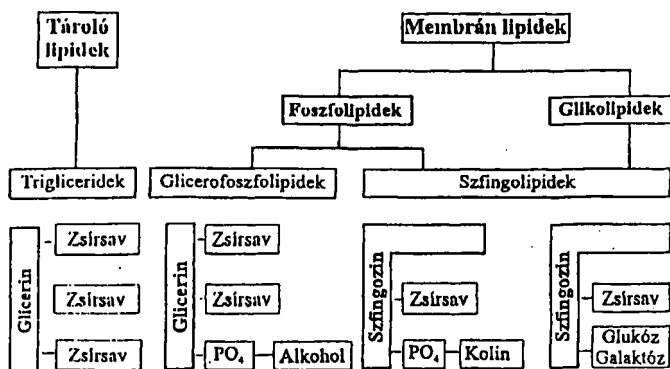 Tároló
lipidek
Membrán lipidek
Foszfolipidek
Glikolipidek
Trigliceridek
Glicerofoszfolipidek
Szfingolipidek
Glicerin
Zsírsav
Zsírsav
Zsírsav
Glicerin
Zsírsav
Zsírsav
PO₄
Alkohol
Szfingozin
Zsírsav
PO₄
Kolin
Szfingozin
Zsírsav
Glukóz
Galaktóz